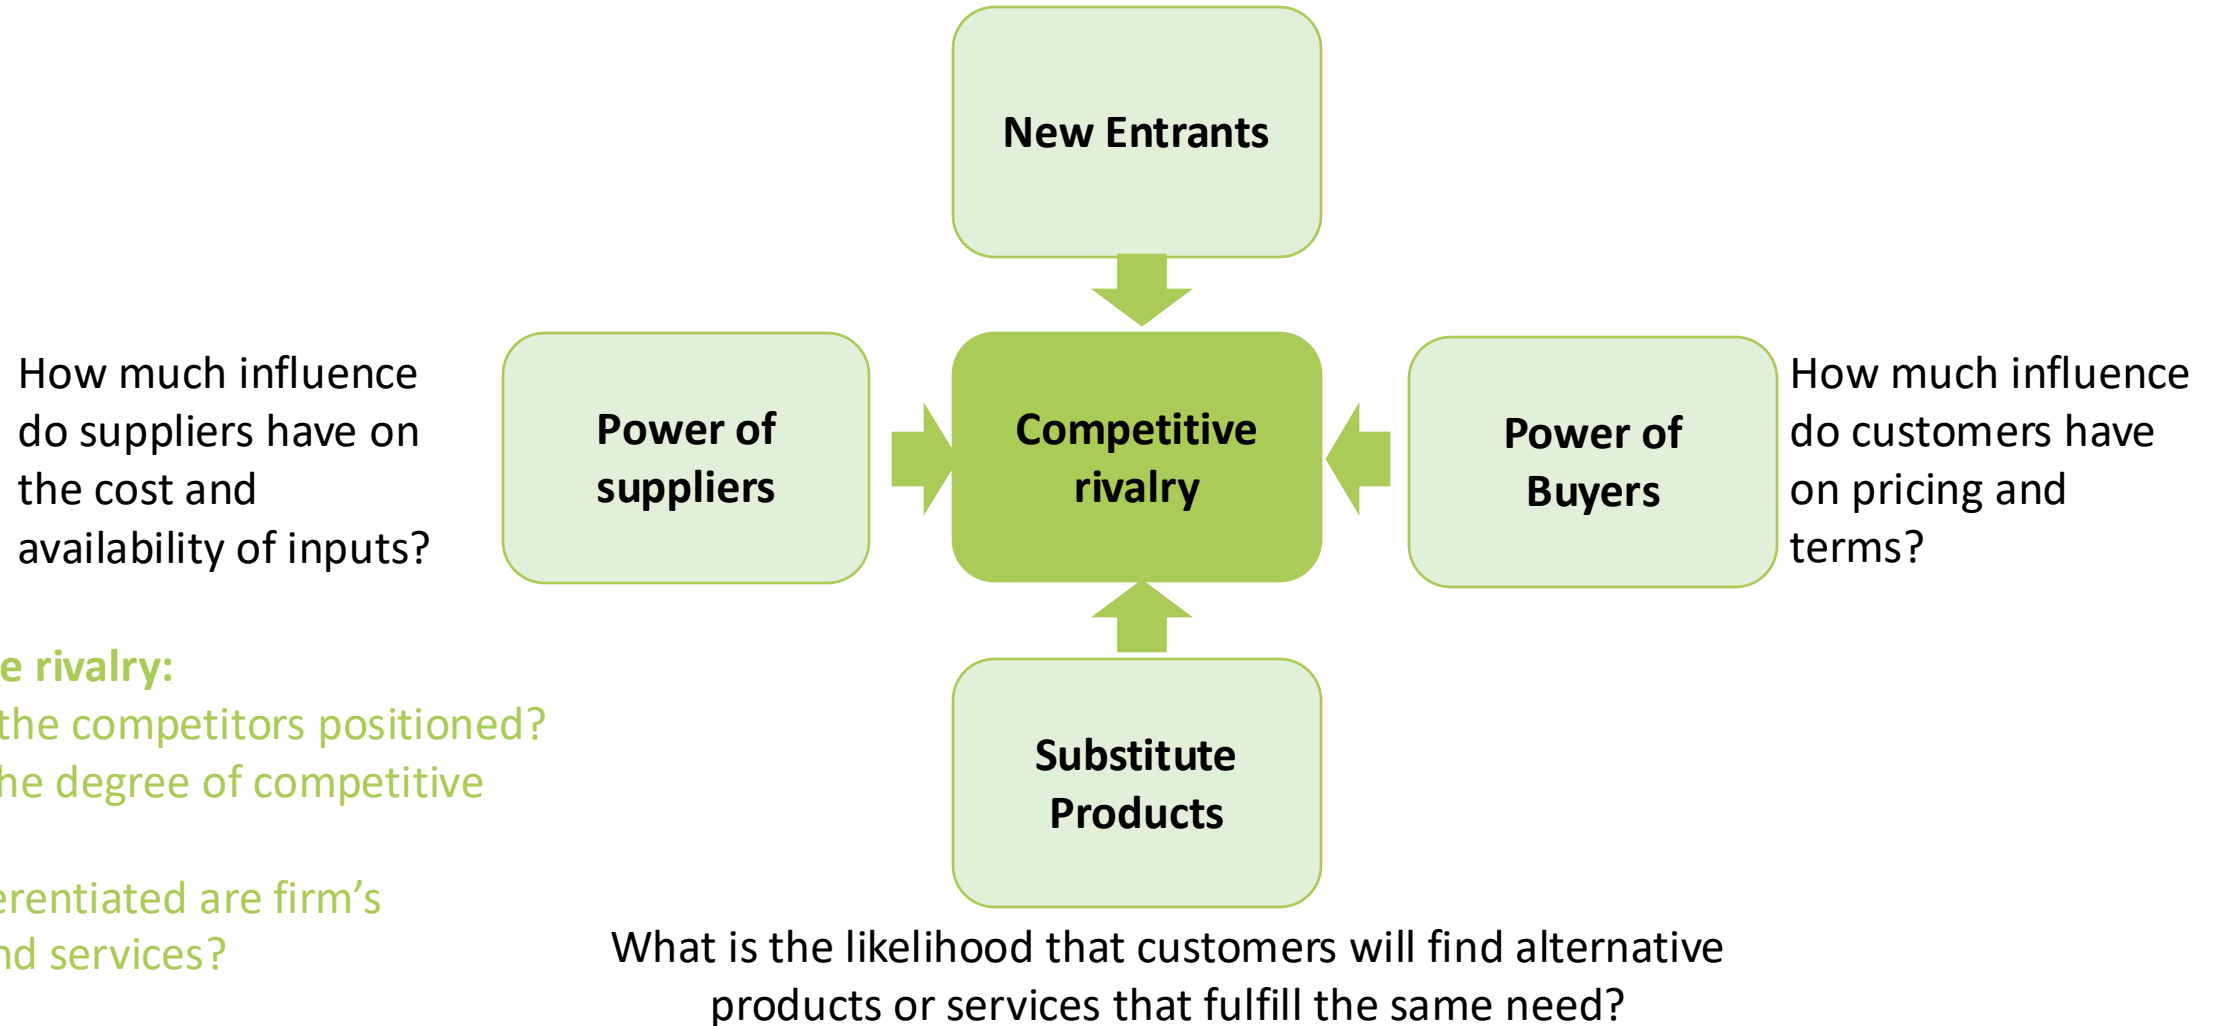 New Entrants
How much influence
do suppliers have on
the cost and
availability of inputs?
Power of
suppliers
Competitive
rivalry
Power of
Buyers
How much influence
do customers have
on pricing and
terms?
rivalry:
the competitors positioned?
degree of competitive
are firm’s
services?
Substitute
Products
What is the likelihood that customers will find alternative
products or services that fulfill the same need?